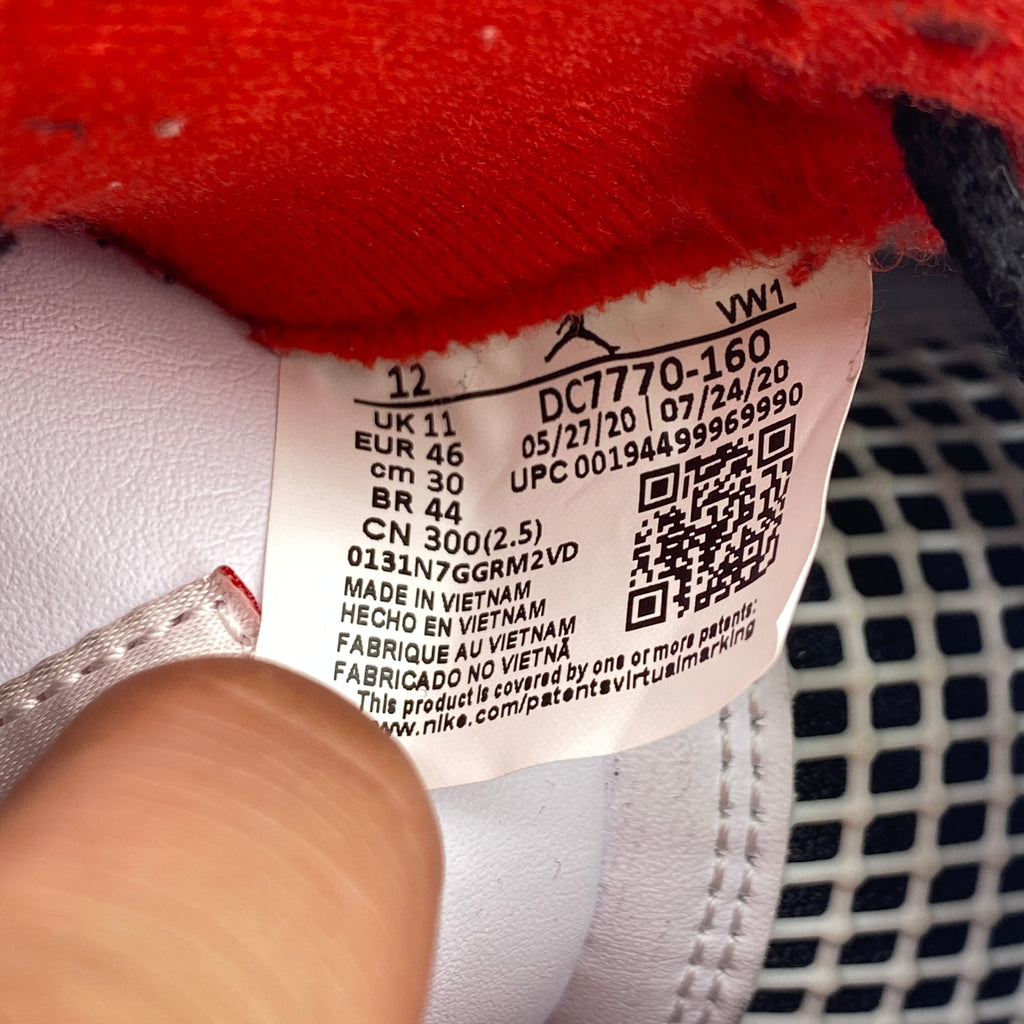 VW1
12
DC7770-160
UK 11
05/27/20 | 07/24/20
EUR 46
UPC 00194499969990
cm 30
BR 44
CN 300(2.5)
0131N7GGRM2VD
MADE IN VIETNAM
HECHO EN VIETNAM
FABRIQUE AU VIETNAM
FABRICADO NO VIETNÃ
This product is covered by one or more patents:
www.nike.com/patentsvirtualmarking